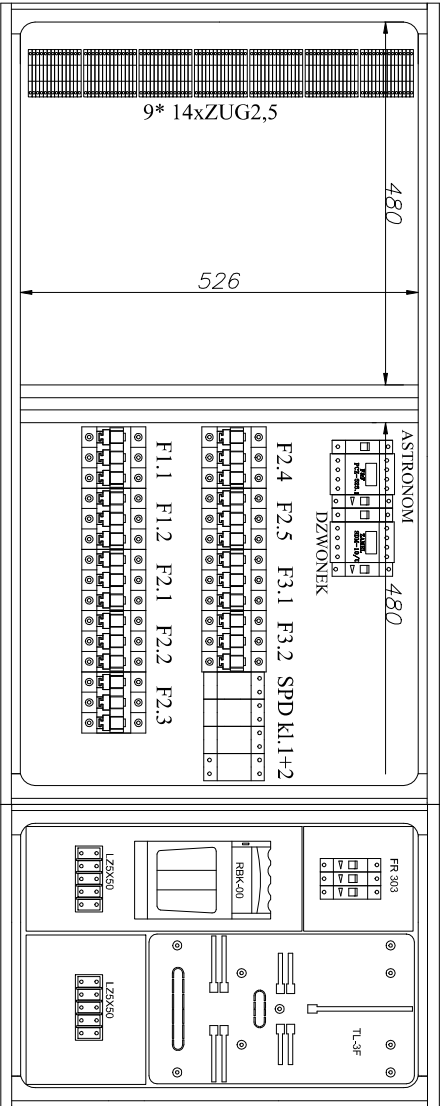 9* 14xZUG2,5
480
526
ASTRONOM
DZWONEK
480
F2.4 F2.5 F3.1 F3.2 SPD kl.1+2
F1.1 F1.2 F2.1 F2.2 F2.3
FR 303
RBK-00
LZ5X50
TL-3F
LZ5X50